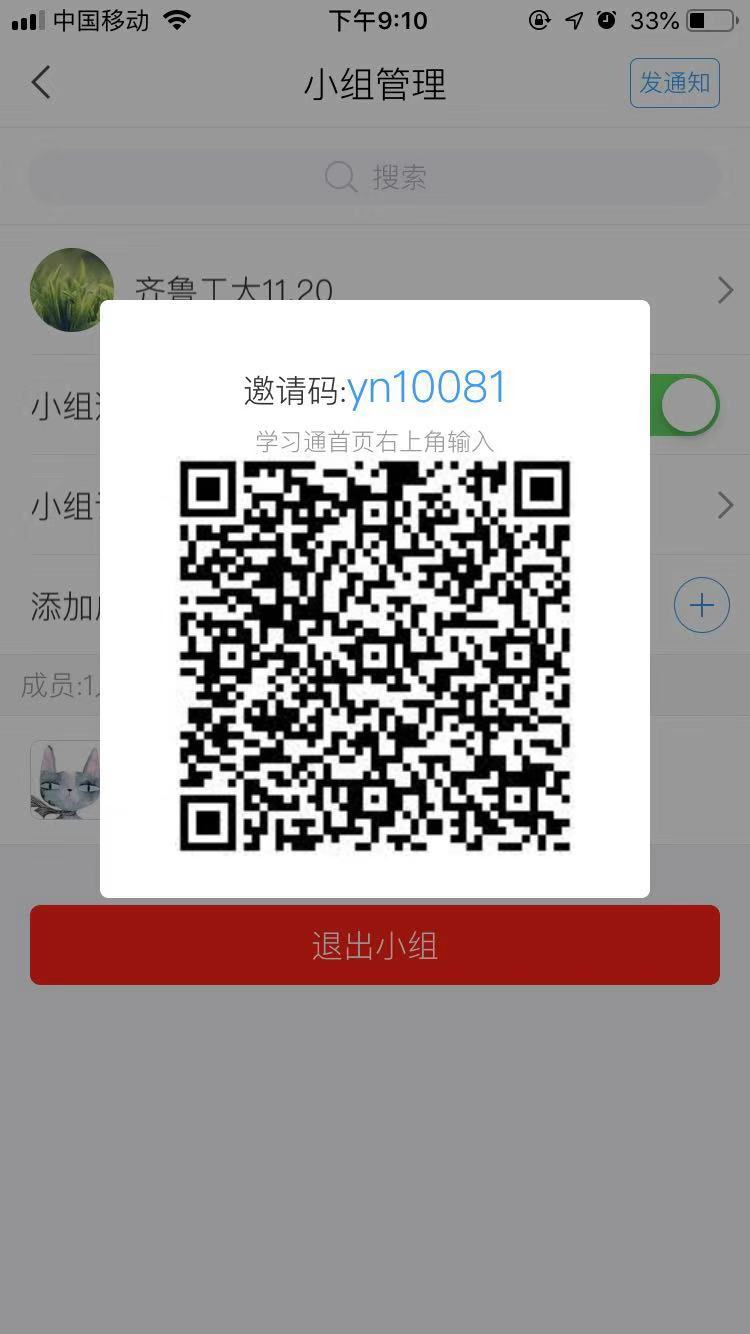 中国移动 下午9:10 33%
小组管理 发通知
搜索
齐鲁工大11.20
邀请码:yn10081
学习通首页右上角输入
小组
小组
添加
成员:1
退出小组